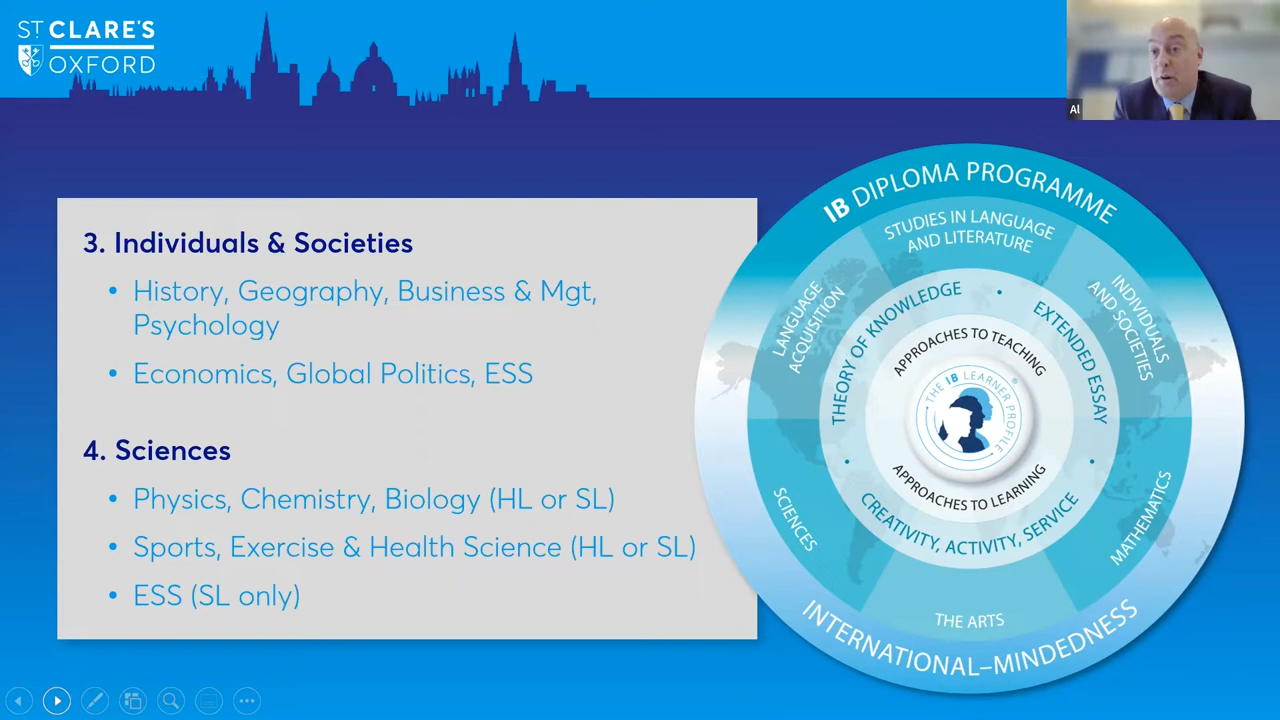 ST CLARE'S
OXFORD
Al
3. Individuals & Societies
• History, Geography, Business & Mgt,
Psychology
• Economics, Global Politics, ESS
4. Sciences
• Physics, Chemistry, Biology (HL or SL)
• Sports, Exercise & Health Science (HL or SL)
• ESS (SL only)
IB DIPLOMA PROGRAMME
STUDIES IN LANGUAGE
AND LITERATURE
LANGUAGE
ACQUISITION
INDIVIDUALS
AND SOCIETIES
THEORY OF KNOWLEDGE
EXTENDED ESSAY
APPROACHES TO TEACHING
THE IB LEARNER PROFILE
®
APPROACHES TO LEARNING
CREATIVITY, ACTIVITY, SERVICE
SCIENCES
MATHEMATICS
THE ARTS
INTERNATIONAL–MINDEDNESS